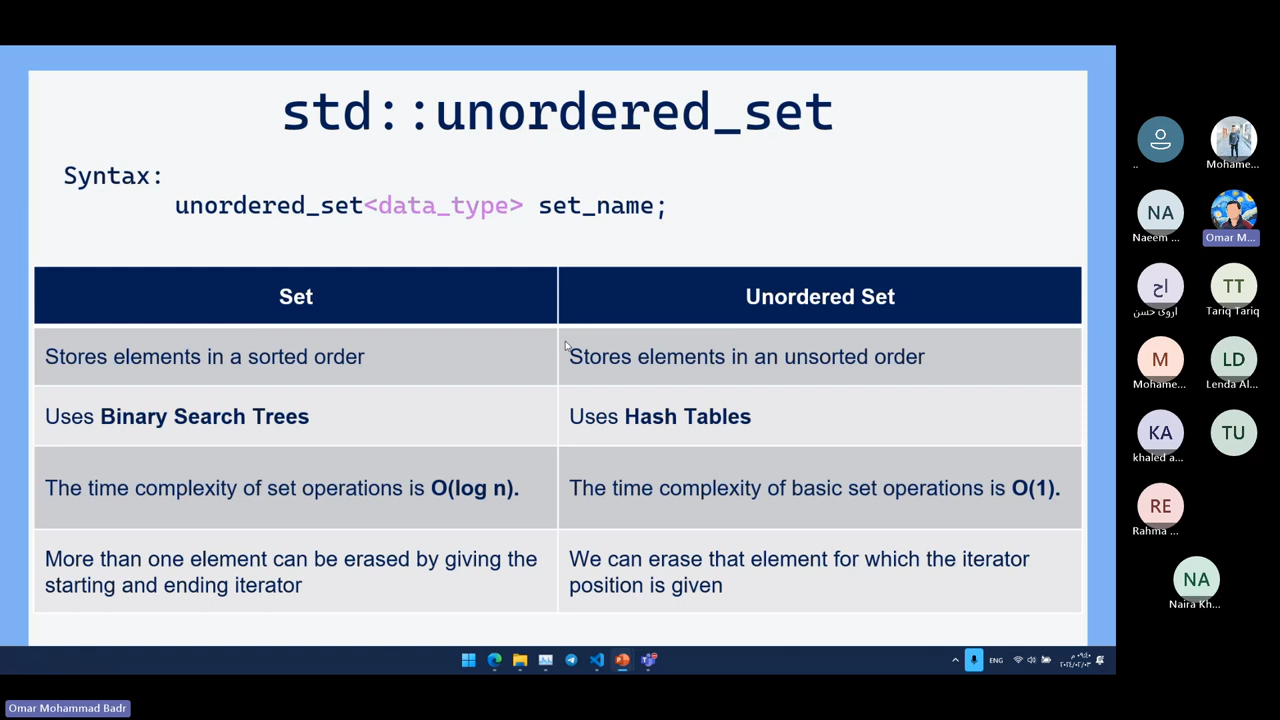 std::unordered_set
Syntax:
unordered_set<data_type> set_name;
Set
Unordered Set
Stores elements in a sorted order
Stores elements in an unsorted order
Uses Binary Search Trees
Uses Hash Tables
The time complexity of set operations is O(log n).
The time complexity of basic set operations is O(1).
More than one element can be erased by giving the
starting and ending iterator
We can erase that element for which the iterator
position is given
..
Mohame...
NA
Naeem ...
Omar M...
اح
اروى حسن
TT
Tariq Tariq
M
Mohame...
LD
Lenda Al...
KA
khaled a...
TU
RE
Rahma ...
NA
Naira Kh...
ENG
Omar Mohammad Badr